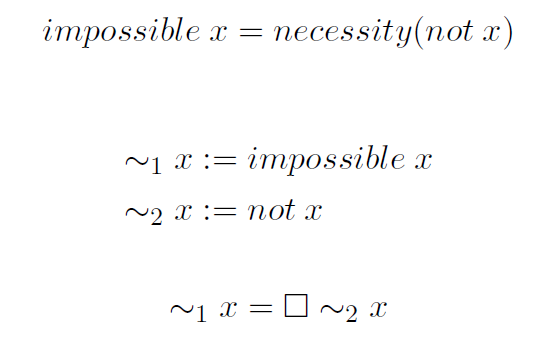 impossible x = necessity(not x)
∼₁ x := impossible x
∼₂ x := not x
∼₁ x = □ ∼₂ x